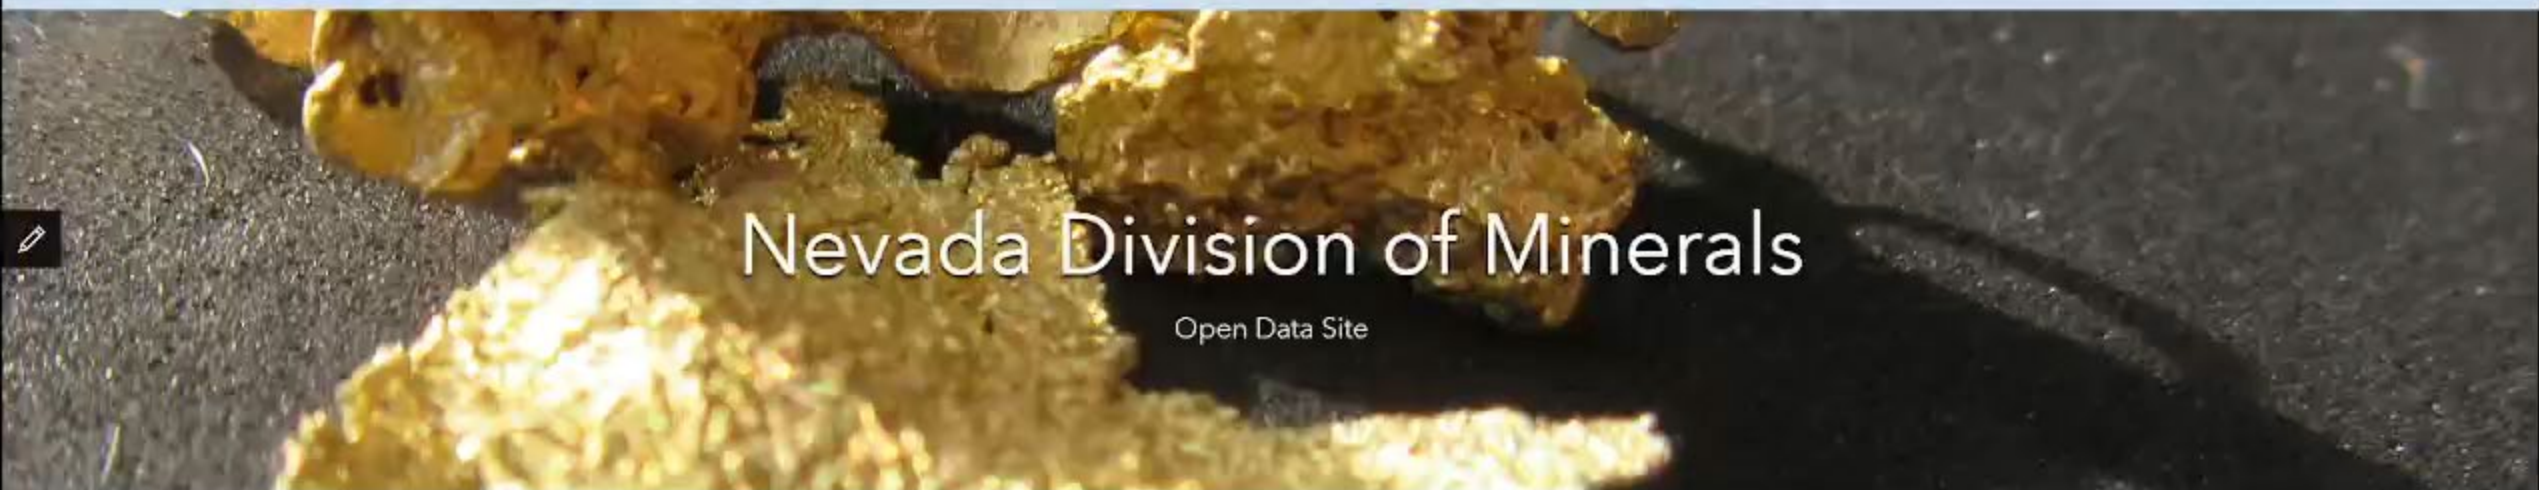 Nevada Division of Minerals
Open Data Site